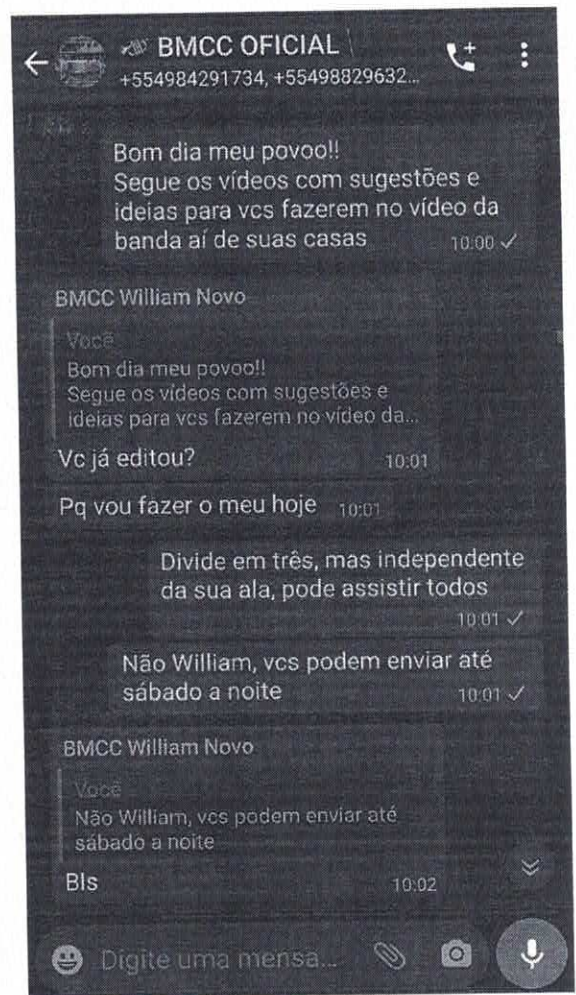 BMCC OFICIAL
+554984291734, +55498829632...
Bom dia meu povoo!!
Segue os vídeos com sugestões e
ideias para vcs fazerem no vídeo da
banda aí de suas casas
10:00
BMCC William Novo
Você
Bom dia meu povoo!!
Segue os vídeos com sugestões e
ideias para vcs fazerem no vídeo da...
Vc já editou?
10:01
Pq vou fazer o meu hoje
10:01
Divide em três, mas independente
da sua ala, pode assistir todos
10:01
Não William, vcs podem enviar até
sábado a noite
10:01
BMCC William Novo
Você
Não William, vcs podem enviar até
sábado a noite
Bls
10:02
Digite uma mensa...